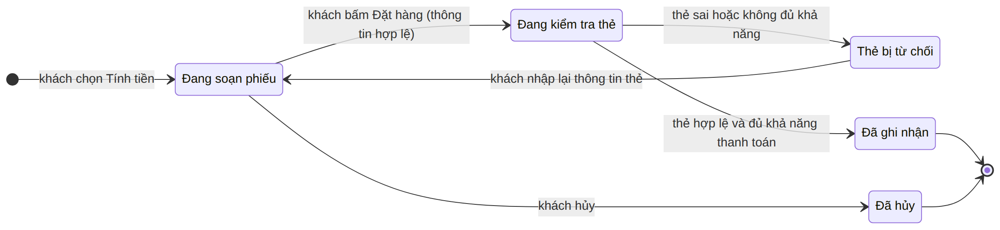 khách chọn Tính tiền
Đang soạn phiếu
khách bấm Đặt hàng (thông
tin hợp lệ)
Đang kiểm tra thẻ
thẻ sai hoặc không đủ khả
năng
Thẻ bị từ chối
khách nhập lại thông tin thẻ
thẻ hợp lệ và đủ khả năng
thanh toán
Đã ghi nhận
khách hủy
Đã hủy